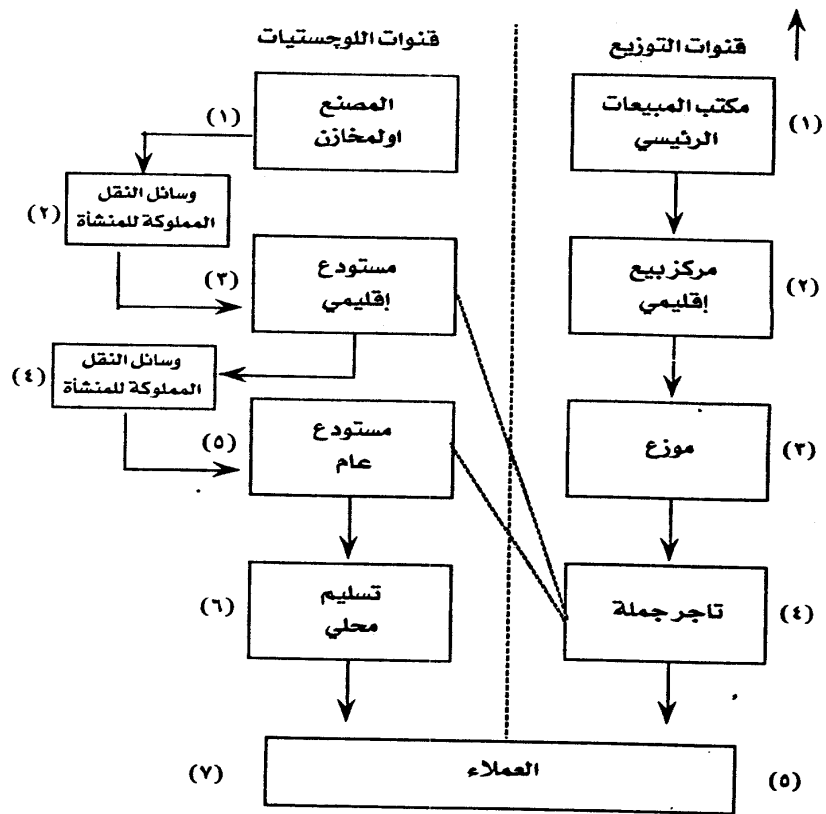 قنوات التوزيع
قنوات اللوجستيات
(١)
مكتب المبيعات
الرئيسي
(٢)
مركز بيع
إقليمي
(٣)
موزع
(٤)
تاجر جملة
(٥)
(١)
المصنع
اولمخازن
(٢)
وسائل النقل
المملوكة للمنشأة
(٣)
مستودع
إقليمي
(٤)
وسائل النقل
المملوكة للمنشأة
(٥)
مستودع
عام
(٦)
تسليم
محلي
العملاء
(٧)